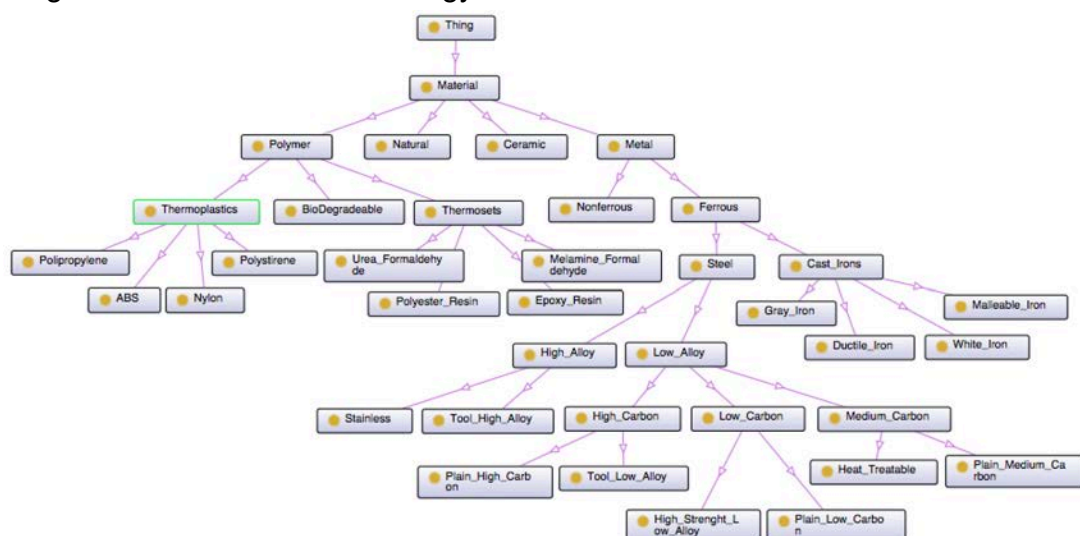 Thing
Material
Polymer
Natural
Ceramic
Metal
Thermoplastics
BioDegradeable
Thermosets
Nonferrous
Ferrous
Polipropylene
Polystirene
Urea_Formaldehy
de
Melamine_Formal
dehyde
Steel
Cast_Irons
ABS
Nylon
Polyester_Resin
Epoxy_Resin
Gray_Iron
Malleable_Iron
Ductile_Iron
White_Iron
High_Alloy
Low_Alloy
Stainless
Tool_High_Alloy
High_Carbon
Low_Carbon
Medium_Carbon
Plain_High_Carb
on
Tool_Low_Alloy
Heat_Treatable
Plain_Medium_Ca
rbon
High_Strenght_L
ow_Alloy
Plain_Low_Carbo
n